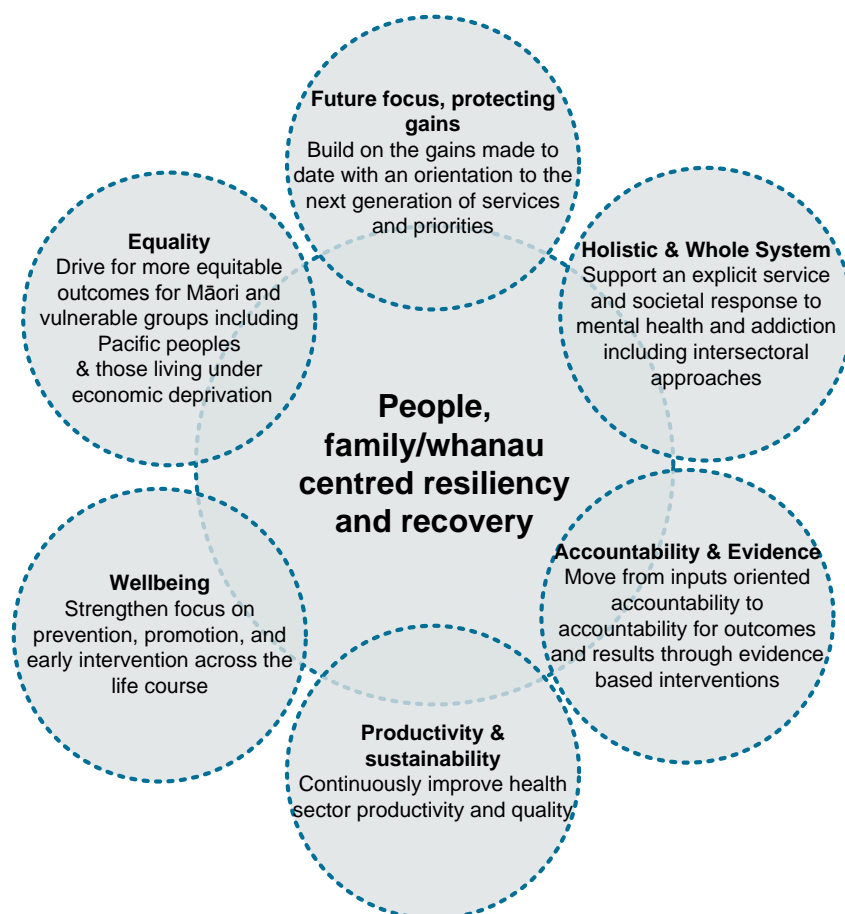 Future focus, protecting
gains
Build on the gains made to
date with an orientation to the
next generation of services
and priorities
Equality
Drive for more equitable
outcomes for Māori and
vulnerable groups including
Pacific peoples
& those living under
economic deprivation
Holistic & Whole System
Support an explicit service
and societal response to
mental health and addiction
including intersectoral
approaches
People,
family/whanau
centred resiliency
and recovery
Accountability & Evidence
Move from inputs oriented
accountability to
accountability for outcomes
and results through evidence
based interventions
Wellbeing
Strengthen focus on
prevention, promotion, and
early intervention across the
life course
Productivity &
sustainability
Continuously improve health
sector productivity and quality